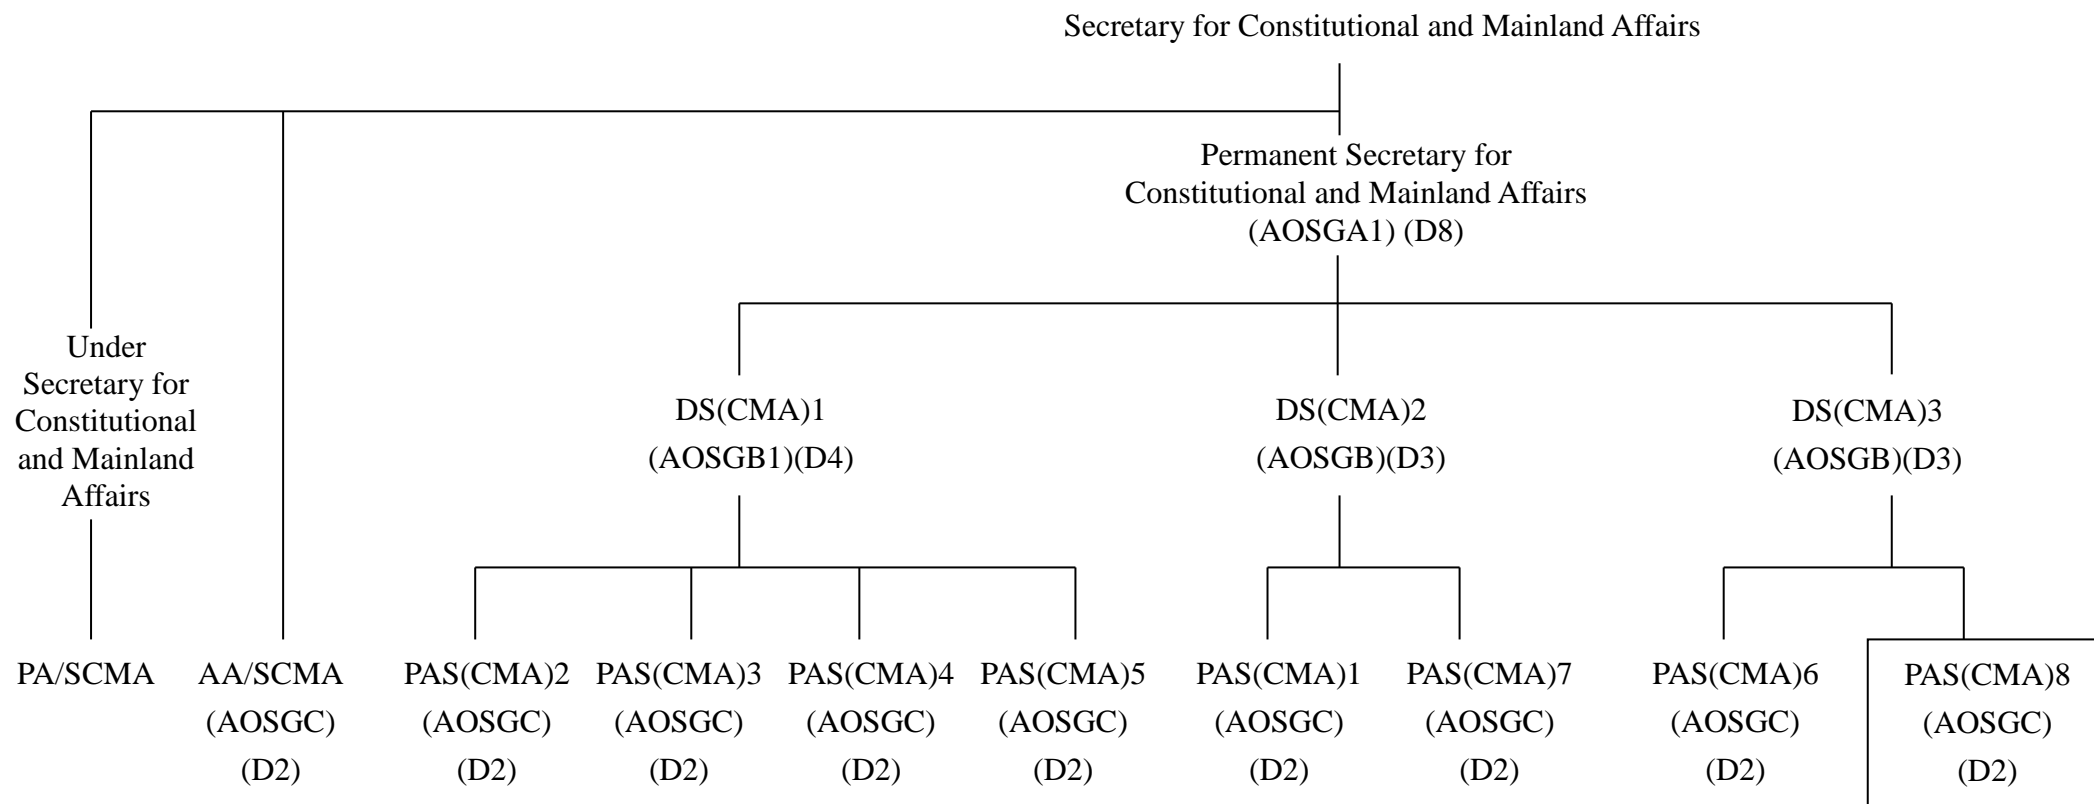 Secretary for Constitutional and Mainland Affairs
Permanent Secretary for
Constitutional and Mainland Affairs
(AOSGA1) (D8)
Under
Secretary for
Constitutional
and Mainland
Affairs
DS(CMA)1
(AOSGB1)(D4)
DS(CMA)2
(AOSGB)(D3)
DS(CMA)3
(AOSGB)(D3)
PA/SCMA
AA/SCMA
(AOSGC)
(D2)
PAS(CMA)2
(AOSGC)
(D2)
PAS(CMA)3
(AOSGC)
(D2)
PAS(CMA)4
(AOSGC)
(D2)
PAS(CMA)5
(AOSGC)
(D2)
PAS(CMA)1
(AOSGC)
(D2)
PAS(CMA)7
(AOSGC)
(D2)
PAS(CMA)6
(AOSGC)
(D2)
PAS(CMA)8
(AOSGC)
(D2)